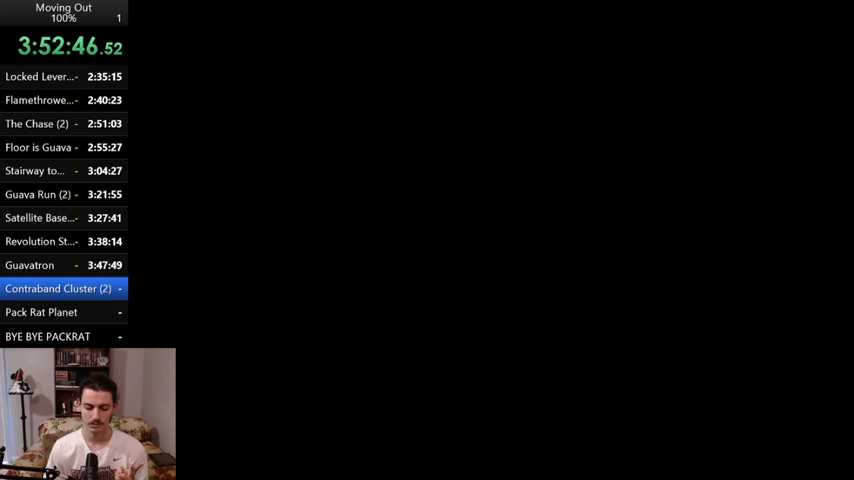 Moving Out
100% 1
3:52:46.52
Locked Lever...- 2:35:15
Flamethrowe...- 2:40:23
The Chase (2) - 2:51:03
Floor is Guava - 2:55:27
Stairway to... - 3:04:27
Guava Run (2) - 3:21:55
Satellite Base...- 3:27:41
Revolution St...- 3:38:14
Guavatron - 3:47:49
Contraband Cluster (2) -
Pack Rat Planet -
BYE BYE PACKRAT -